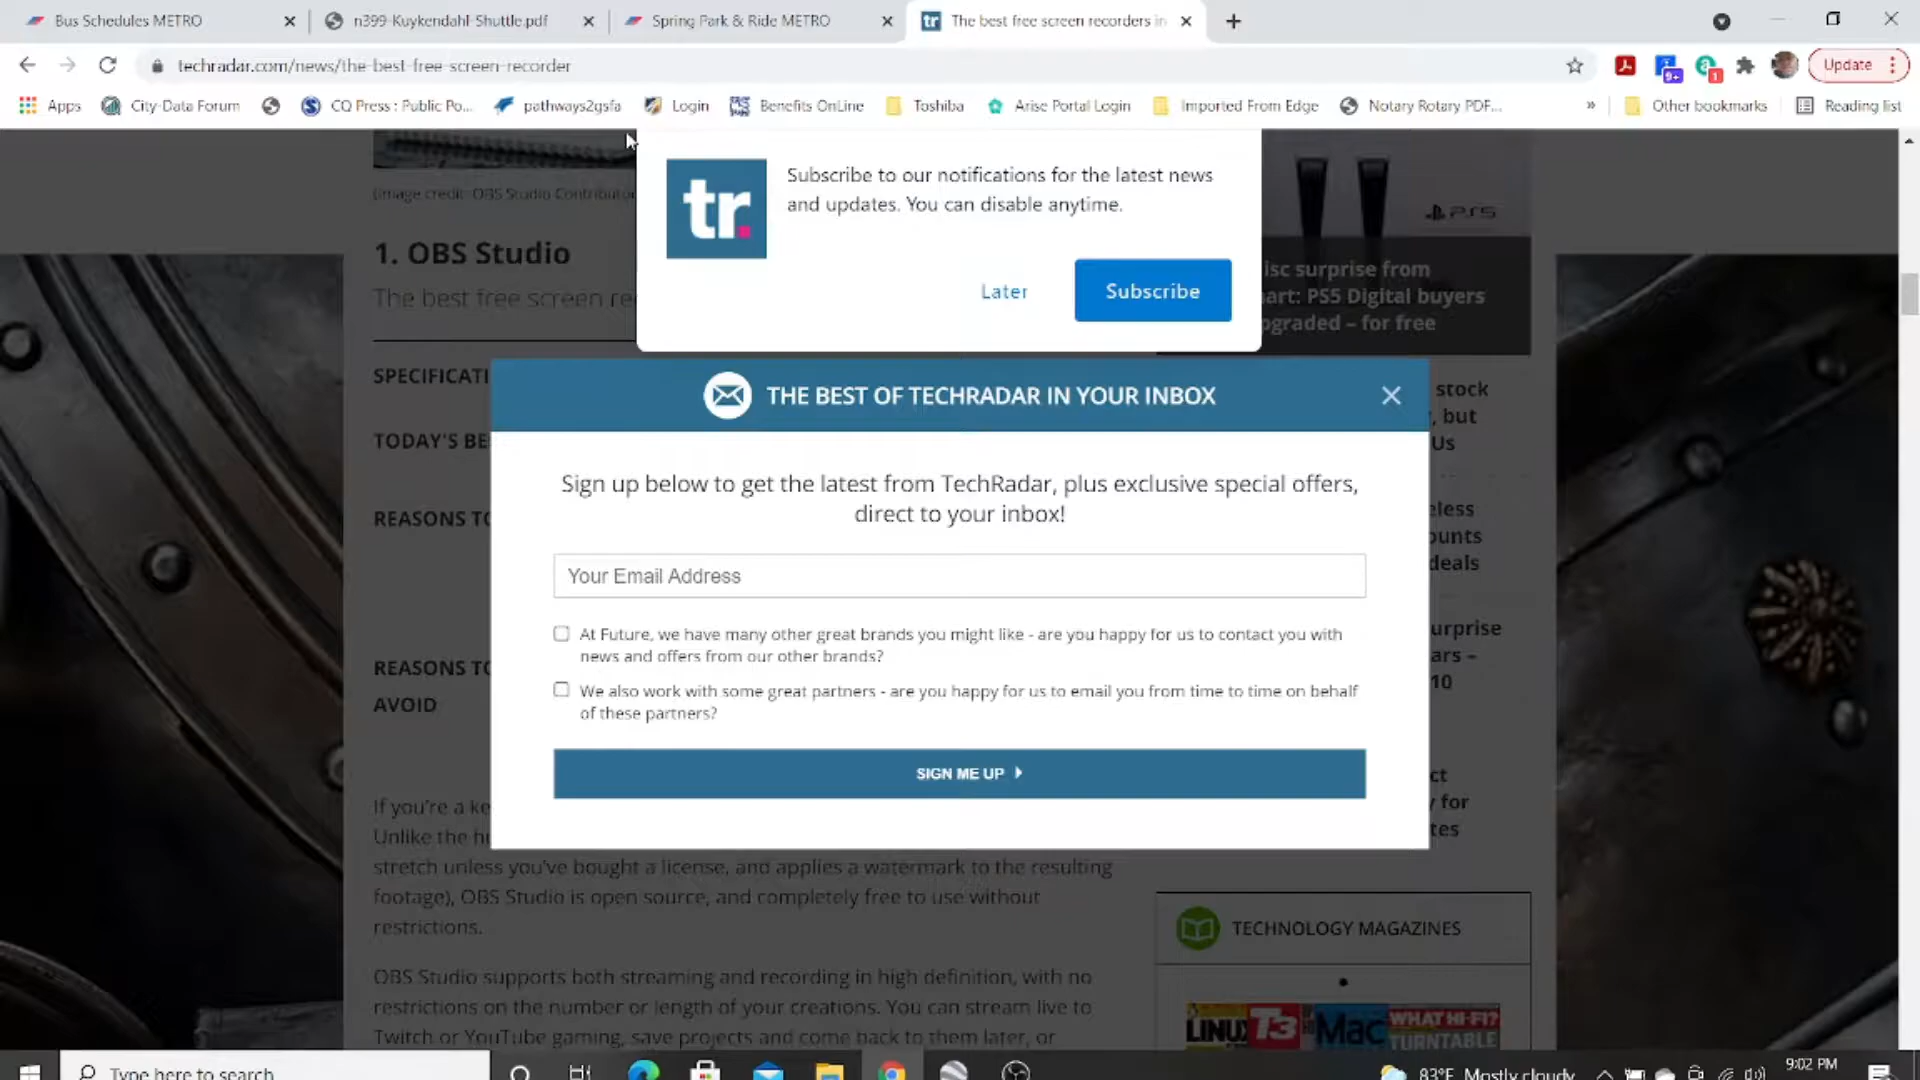 Bus Schedules METRO
n399-Kuykendahl-Shuttle.pdf
Spring Park & Ride METRO
tr The best free screen recorders in
techradar.com/news/the-best-free-screen-recorder
9+
1
Update
Apps
City-Data Forum
CQ Press : Public Po...
pathways2gsfa
Login
Benefits OnLine
Toshiba
Arise Portal Login
Imported From Edge
Notary Rotary PDF...
»
Other bookmarks
Reading list
(Image credit: OBS Studio Contributo
1. OBS Studio
The best free screen re
SPECIFICATI
TODAY'S BE
REASONS TO
REASONS TO
AVOID
tr.
Subscribe to our notifications for the latest news
and updates. You can disable anytime.
Later
Subscribe
PS5
isc surprise from
art: PS5 Digital buyers
pgraded – for free
THE BEST OF TECHRADAR IN YOUR INBOX
Sign up below to get the latest from TechRadar, plus exclusive special offers,
direct to your inbox!
Your Email Address
At Future, we have many other great brands you might like - are you happy for us to contact you with
news and offers from our other brands?
We also work with some great partners - are you happy for us to email you from time to time on behalf
of these partners?
SIGN ME UP
stock
, but
Us
eless
ounts
deals
urprise
ars –
10
ct
y for
tes
If you're a ke
Unlike the h
stretch unless you've bought a license, and applies a watermark to the resulting
footage), OBS Studio is open source, and completely free to use without
restrictions.
OBS Studio supports both streaming and recording in high definition, with no
restrictions on the number or length of your creations. You can stream live to
Twitch or YouTube gaming, save projects and come back to them later, or
TECHNOLOGY MAGAZINES
LINUX T3 Mac WHAT HI-FI?
TURNTABLE
Type here to search
83°F Mostly cloudy
9:02 PM